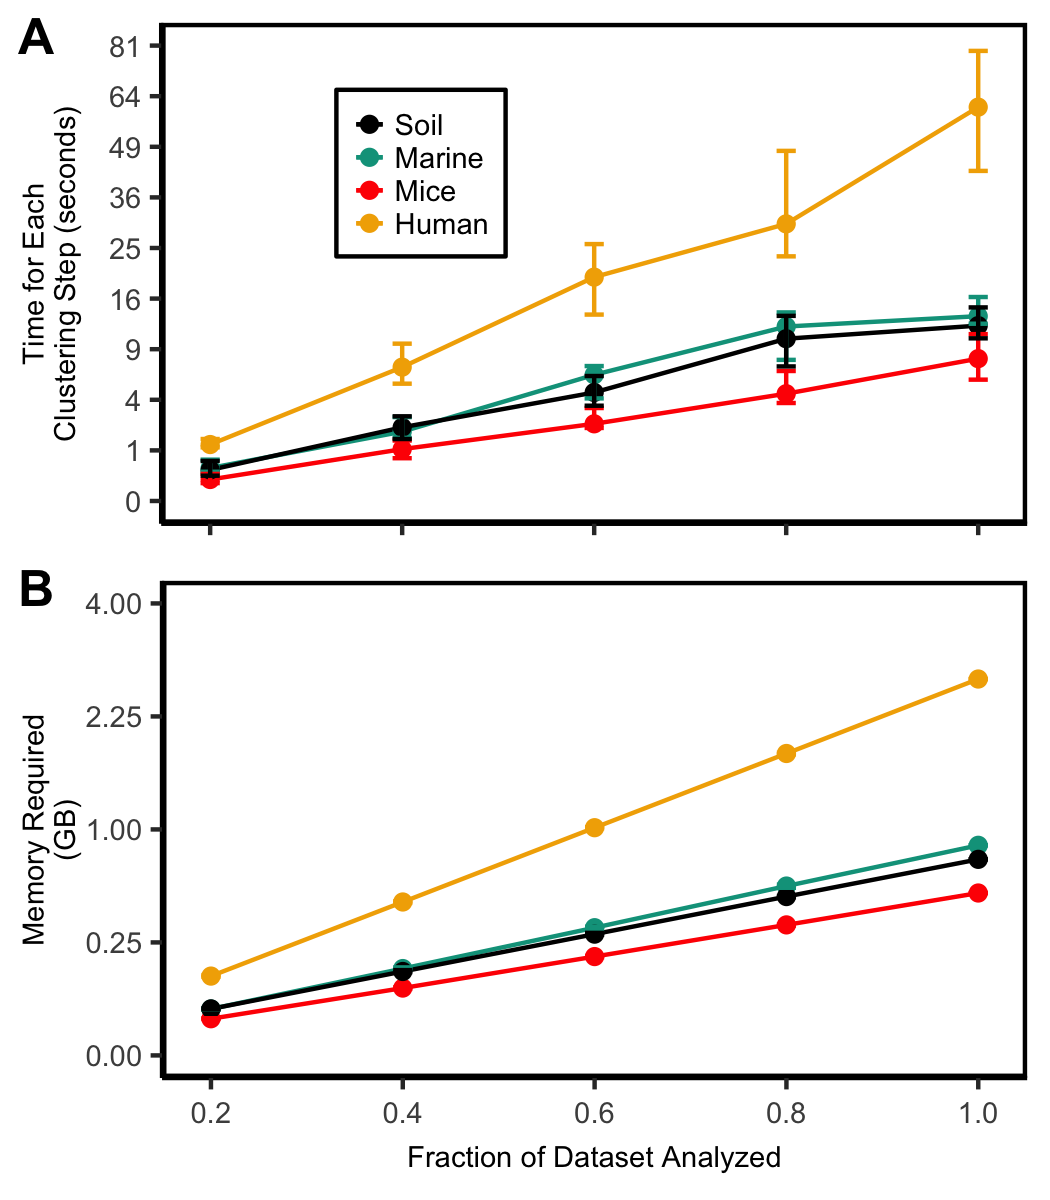 A
81
64
49
36
25
16
9
4
1
0
Time for Each
Clustering Step (seconds)
Soil
Marine
Mice
Human
B
4.00
2.25
1.00
0.25
0.00
Memory Required
(GB)
0.2 0.4 0.6 0.8 1.0
Fraction of Dataset Analyzed